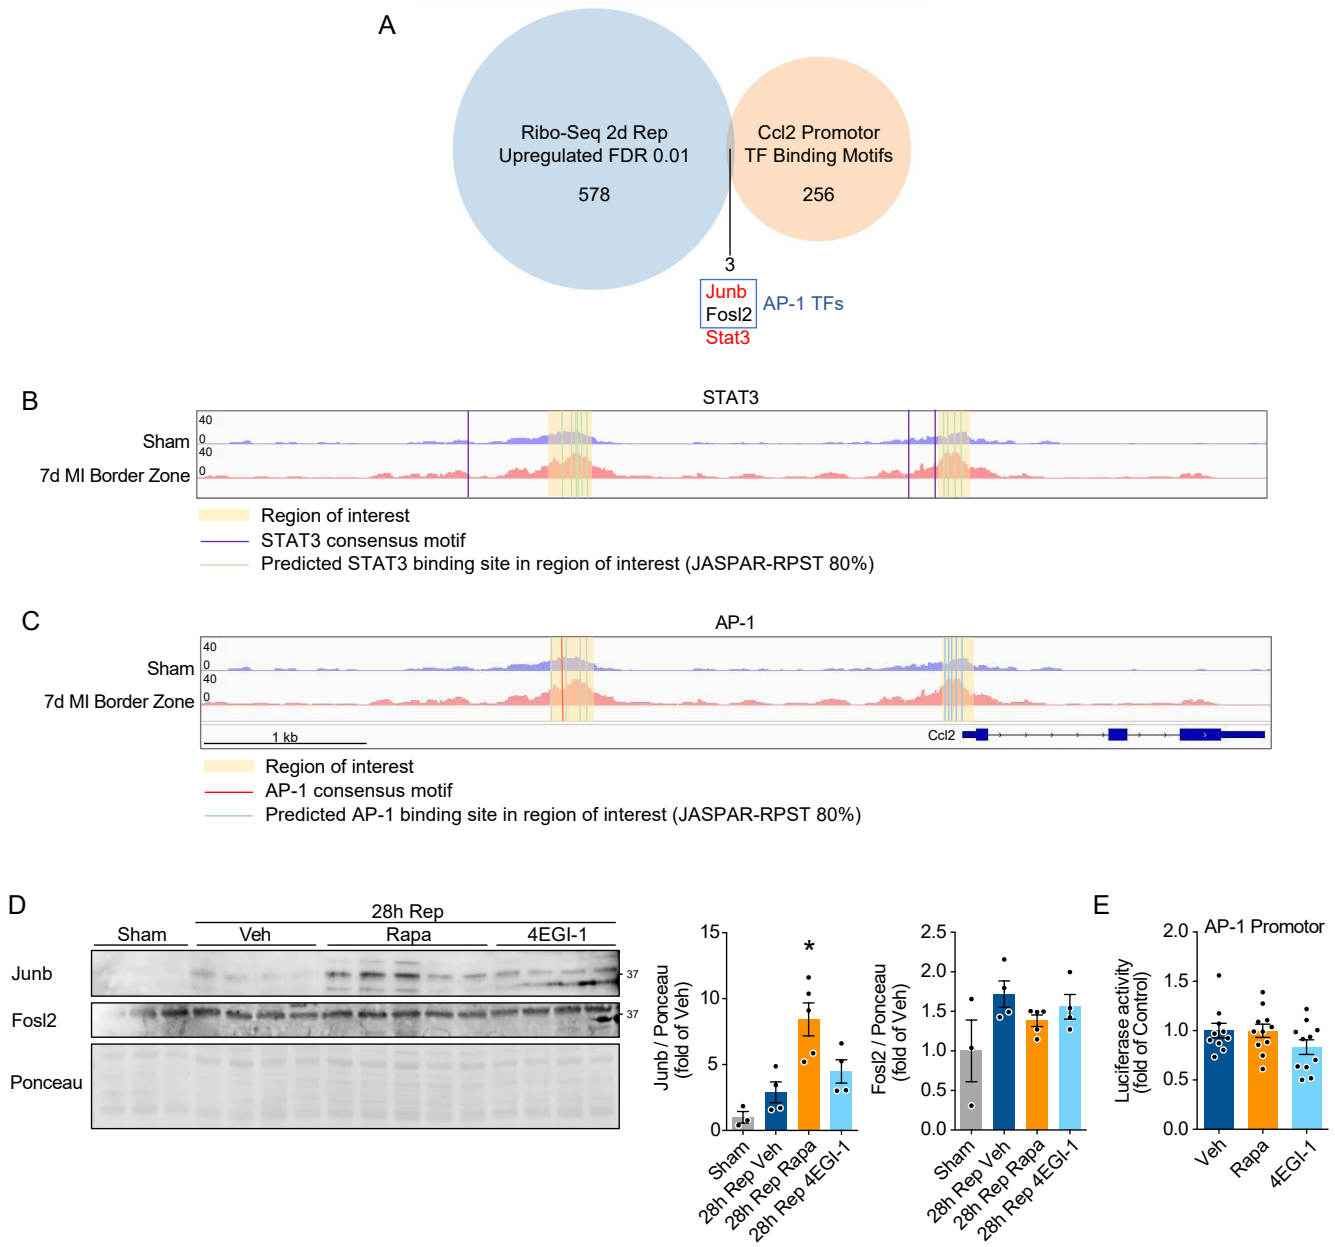 A
Ribo-Seq 2d Rep
Upregulated FDR 0.01
578
Ccl2 Promotor
TF Binding Motifs
256
3
Junb
Fosl2
Stat3
AP-1 TFs
B
STAT3
40
0
Sham
40
0
7d MI Border Zone
Region of interest
STAT3 consensus motif
Predicted STAT3 binding site in region of interest (JASPAR-RPST 80%)
C
AP-1
40
0
Sham
40
0
7d MI Border Zone
1 kb
Ccl2
Region of interest
AP-1 consensus motif
Predicted AP-1 binding site in region of interest (JASPAR-RPST 80%)
D
28h Rep
Sham
Veh
Rapa
4EGI-1
Junb
37
Fosl2
37
Ponceau
Junb / Ponceau
(fold of Veh)
15
10
5
0
*
Sham
28h Rep Veh
28h Rep Rapa
28h Rep 4EGI-1
Fosl2 / Ponceau
(fold of Veh)
2.5
2.0
1.5
1.0
0.5
0.0
Sham
28h Rep Veh
28h Rep Rapa
28h Rep 4EGI-1
E
AP-1 Promotor
Luciferase activity
(fold of Control)
2.0
1.5
1.0
0.5
0.0
Veh
Rapa
4EGI-1